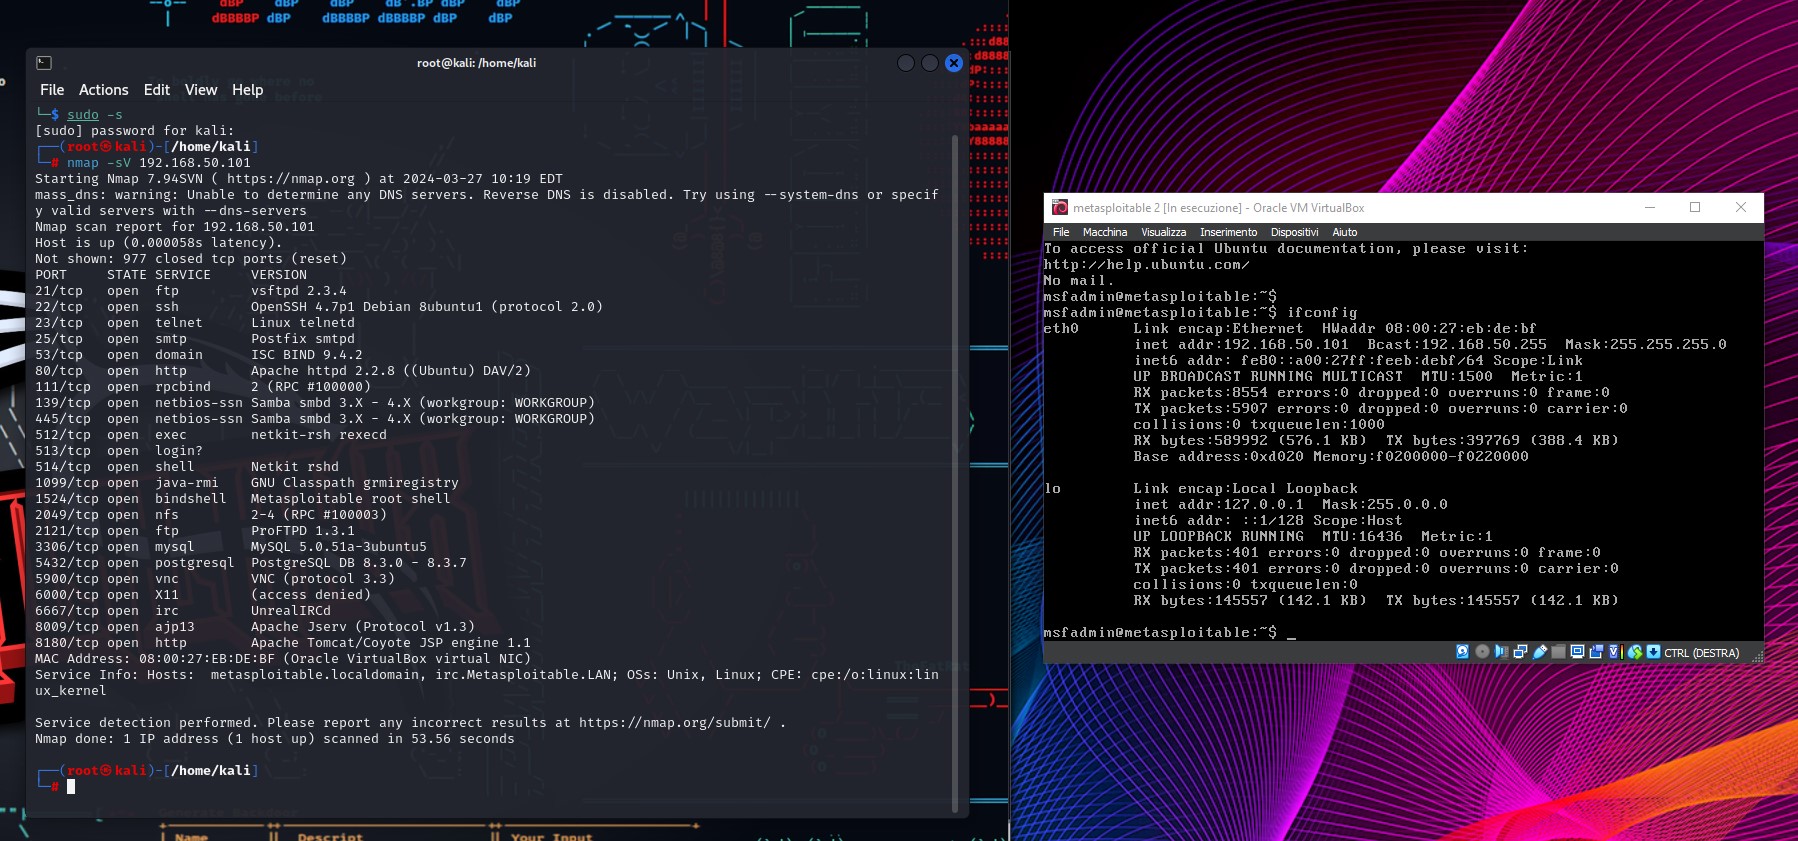 dBP dBP dBP dB'.BP dBP dBP
dBBBBP dBP dBBBBP dBBBBP dBP dBP
root@kali: /home/kali
File Actions Edit View Help
└─$ sudo -s
[sudo] password for kali:
┌──(root㉿kali)-[/home/kali]
└─# nmap -sV 192.168.50.101
Starting Nmap 7.94SVN ( https://nmap.org ) at 2024-03-27 10:19 EDT
mass_dns: warning: Unable to determine any DNS servers. Reverse DNS is disabled. Try using --system-dns or specif
y valid servers with --dns-servers
Nmap scan report for 192.168.50.101
Host is up (0.000058s latency).
Not shown: 977 closed tcp ports (reset)
PORT STATE SERVICE VERSION
21/tcp open ftp vsftpd 2.3.4
22/tcp open ssh OpenSSH 4.7p1 Debian 8ubuntu1 (protocol 2.0)
23/tcp open telnet Linux telnetd
25/tcp open smtp Postfix smtpd
53/tcp open domain ISC BIND 9.4.2
80/tcp open http Apache httpd 2.2.8 ((Ubuntu) DAV/2)
111/tcp open rpcbind 2 (RPC #100000)
139/tcp open netbios-ssn Samba smbd 3.X - 4.X (workgroup: WORKGROUP)
445/tcp open netbios-ssn Samba smbd 3.X - 4.X (workgroup: WORKGROUP)
512/tcp open exec netkit-rsh rexecd
513/tcp open login?
514/tcp open shell Netkit rshd
1099/tcp open java-rmi GNU Classpath grmiregistry
1524/tcp open bindshell Metasploitable root shell
2049/tcp open nfs 2-4 (RPC #100003)
2121/tcp open ftp ProFTPD 1.3.1
3306/tcp open mysql MySQL 5.0.51a-3ubuntu5
5432/tcp open postgresql PostgreSQL DB 8.3.0 - 8.3.7
5900/tcp open vnc VNC (protocol 3.3)
6000/tcp open X11 (access denied)
6667/tcp open irc UnrealIRCd
8009/tcp open ajp13 Apache Jserv (Protocol v1.3)
8180/tcp open http Apache Tomcat/Coyote JSP engine 1.1
MAC Address: 08:00:27:EB:DE:BF (Oracle VirtualBox virtual NIC)
Service Info: Hosts: metasploitable.localdomain, irc.Metasploitable.LAN; OSs: Unix, Linux; CPE: cpe:/o:linux:lin
ux_kernel
Service detection performed. Please report any incorrect results at https://nmap.org/submit/ .
Nmap done: 1 IP address (1 host up) scanned in 53.56 seconds
┌──(root㉿kali)-[/home/kali]
└─#
Name || Descript || Your Input
metasploitable 2 [In esecuzione] - Oracle VM VirtualBox
File Macchina Visualizza Inserimento Dispositivi Aiuto
To access official Ubuntu documentation, please visit:
http://help.ubuntu.com/
No mail.
msfadmin@metasploitable:~$
msfadmin@metasploitable:~$ ifconfig
eth0 Link encap:Ethernet HWaddr 08:00:27:eb:de:bf
inet addr:192.168.50.101 Bcast:192.168.50.255 Mask:255.255.255.0
inet6 addr: fe80::a00:27ff:feeb:debf/64 Scope:Link
UP BROADCAST RUNNING MULTICAST MTU:1500 Metric:1
RX packets:8554 errors:0 dropped:0 overruns:0 frame:0
TX packets:5907 errors:0 dropped:0 overruns:0 carrier:0
collisions:0 txqueuelen:1000
RX bytes:589992 (576.1 KB) TX bytes:397769 (388.4 KB)
Base address:0xd020 Memory:f0200000-f0220000
lo Link encap:Local Loopback
inet addr:127.0.0.1 Mask:255.0.0.0
inet6 addr: ::1/128 Scope:Host
UP LOOPBACK RUNNING MTU:16436 Metric:1
RX packets:401 errors:0 dropped:0 overruns:0 frame:0
TX packets:401 errors:0 dropped:0 overruns:0 carrier:0
collisions:0 txqueuelen:0
RX bytes:145557 (142.1 KB) TX bytes:145557 (142.1 KB)
msfadmin@metasploitable:~$ _
CTRL (DESTRA)